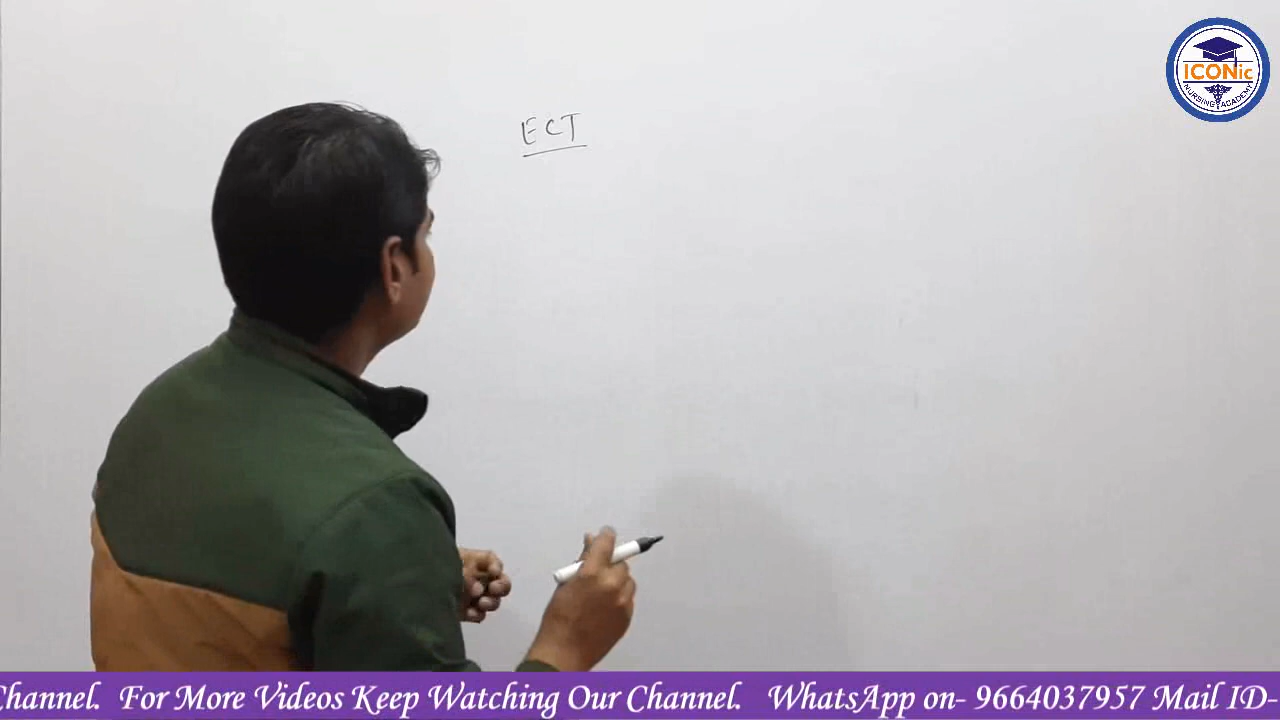 ECT
ICONic
NURSING ACADEMY
Channel. For More Videos Keep Watching Our Channel. WhatsApp on- 9664037957 Mail ID-